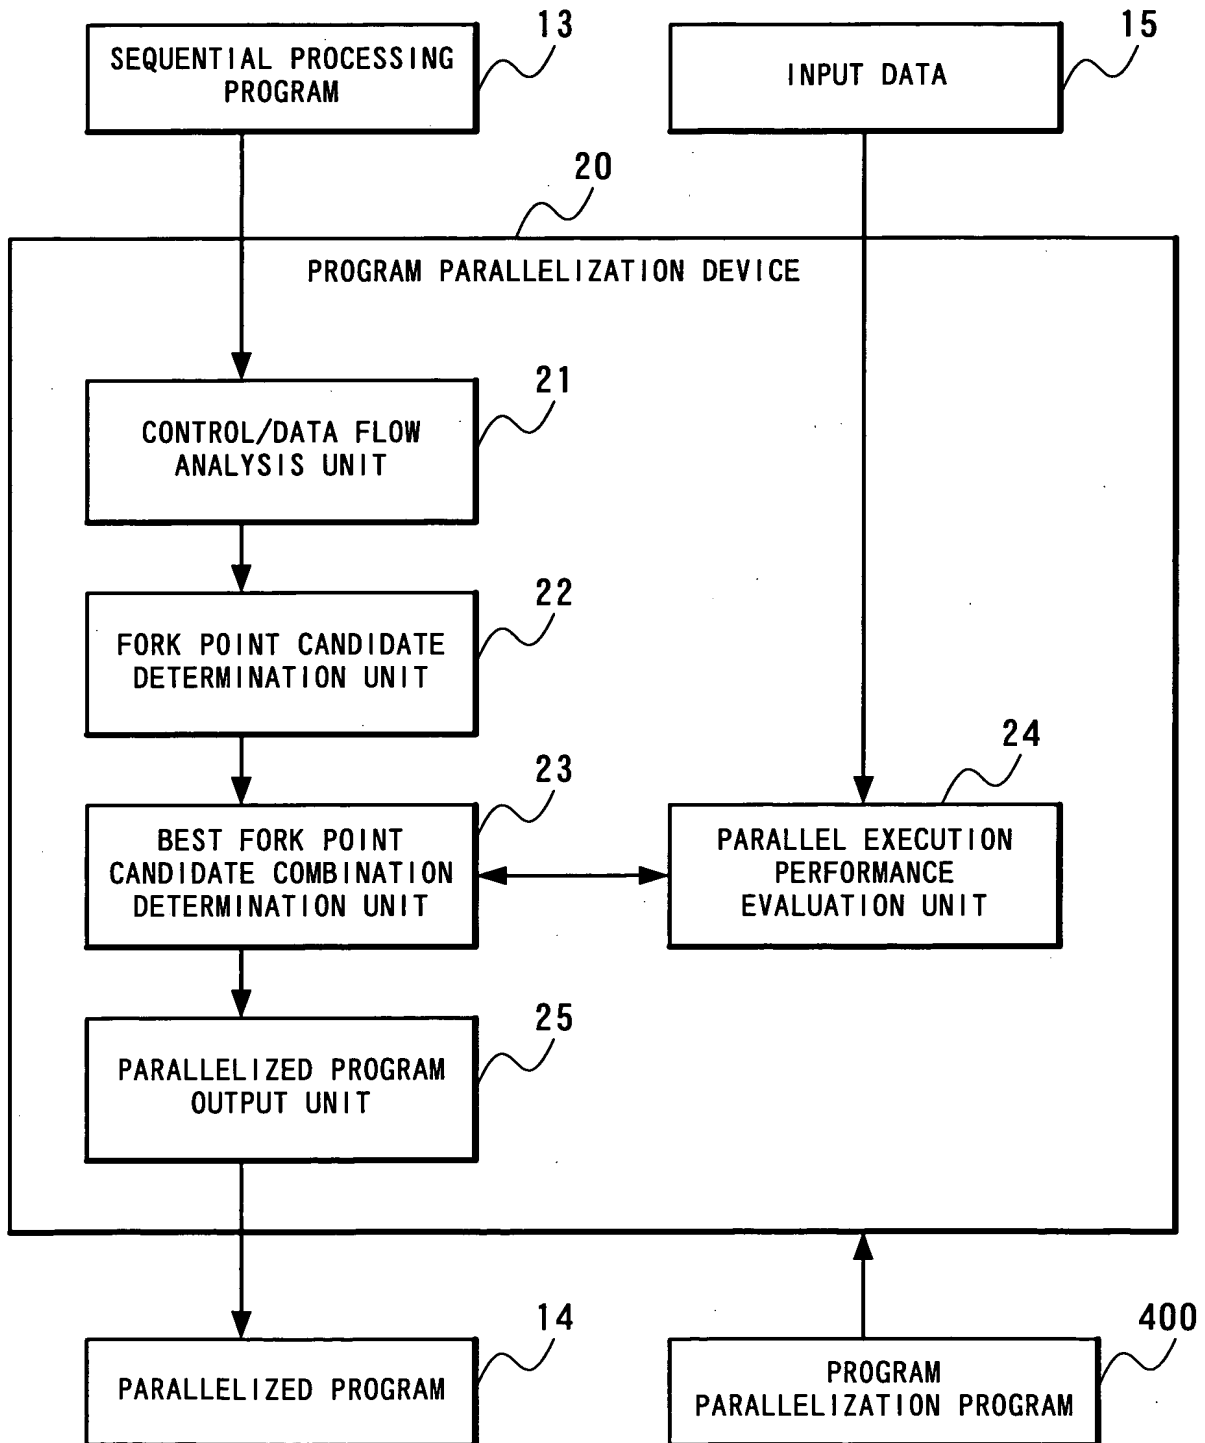 13
SEQUENTIAL PROCESSING
PROGRAM
15
INPUT DATA
20
PROGRAM PARALLELIZATION DEVICE
21
CONTROL/DATA FLOW
ANALYSIS UNIT
22
FORK POINT CANDIDATE
DETERMINATION UNIT
23
BEST FORK POINT
CANDIDATE COMBINATION
DETERMINATION UNIT
24
PARALLEL EXECUTION
PERFORMANCE
EVALUATION UNIT
25
PARALLELIZED PROGRAM
OUTPUT UNIT
14
PARALLELIZED PROGRAM
400
PROGRAM
PARALLELIZATION PROGRAM